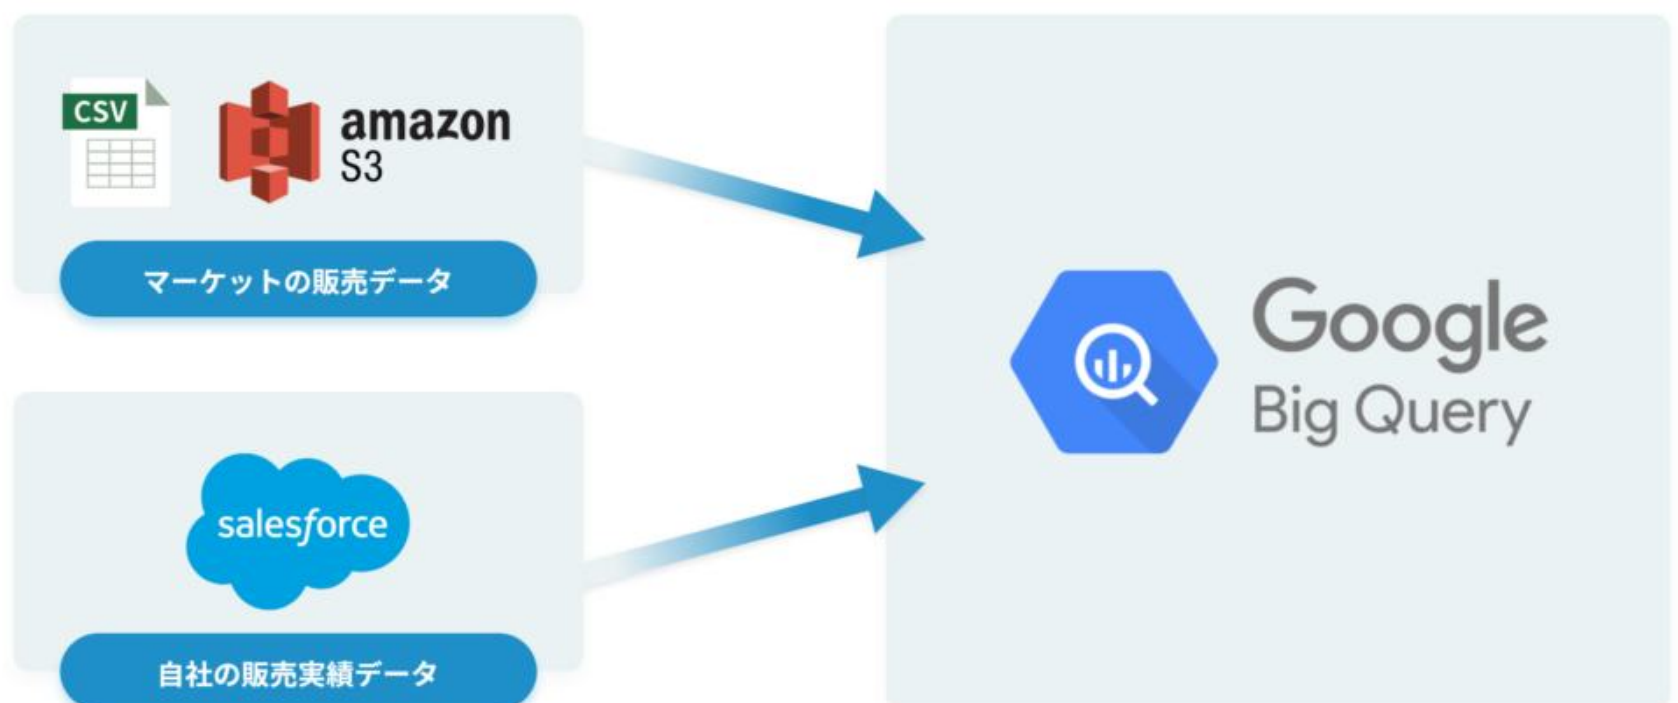 CSV
amazon
S3
マーケットの販売データ
salesforce
自社の販売実績データ
Google
Big Query